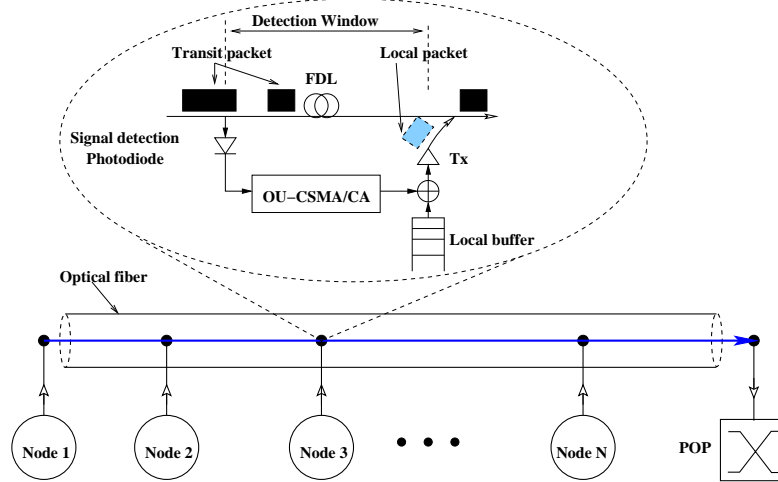 Detection Window
Transit packet
Local packet
FDL
Signal detection
Photodiode
Tx
OU-CSMA/CA
Local buffer
Optical fiber
Node 1
Node 2
Node 3
Node N
POP